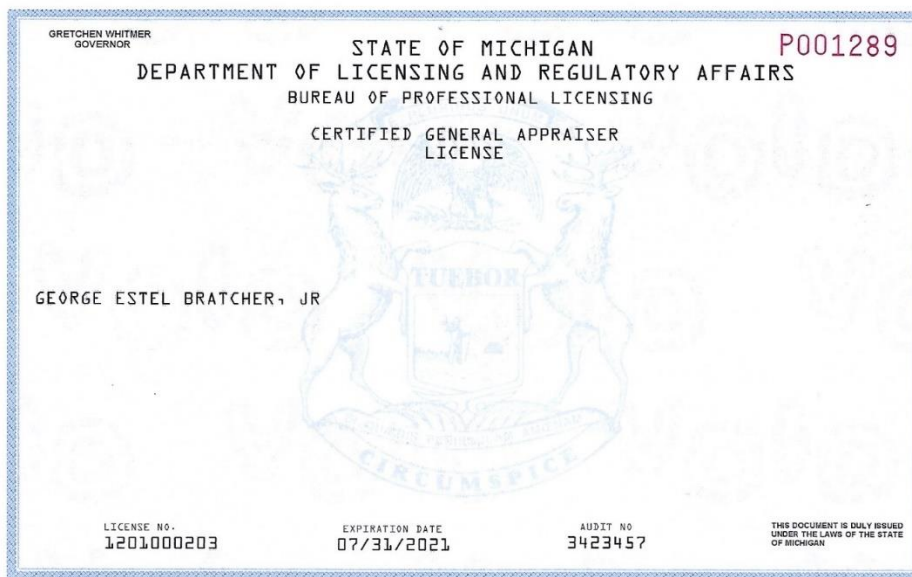 GRETCHEN WHITMER
GOVERNOR
STATE OF MICHIGAN
P001289
DEPARTMENT OF LICENSING AND REGULATORY AFFAIRS
BUREAU OF PROFESSIONAL LICENSING
CERTIFIED GENERAL APPRAISER
LICENSE
TUEBOR
GEORGE ESTEL BRATCHER, JR
CIRCUMSPICE
LICENSE NO.
1201000203
EXPIRATION DATE
07/31/2021
AUDIT NO
3423457
THIS DOCUMENT IS DULY ISSUED
UNDER THE LAWS OF THE STATE
OF MICHIGAN